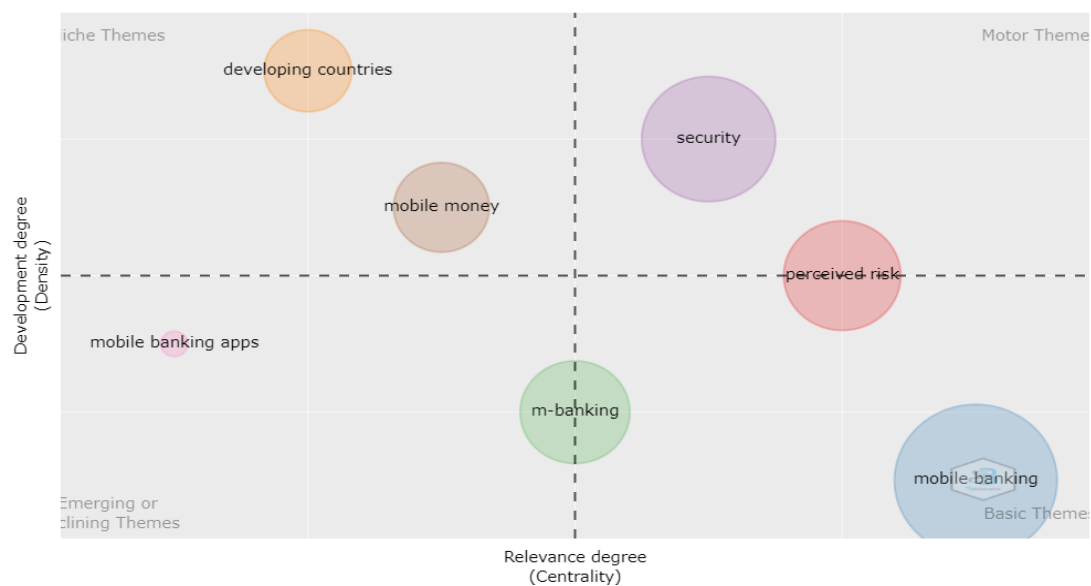 iche Themes
Motor Theme
developing countries
security
mobile money
perceived risk
Development degree
(Density)
mobile banking apps
m-banking
mobile banking
Emerging or
clining Themes
Basic Themes
Relevance degree
(Centrality)